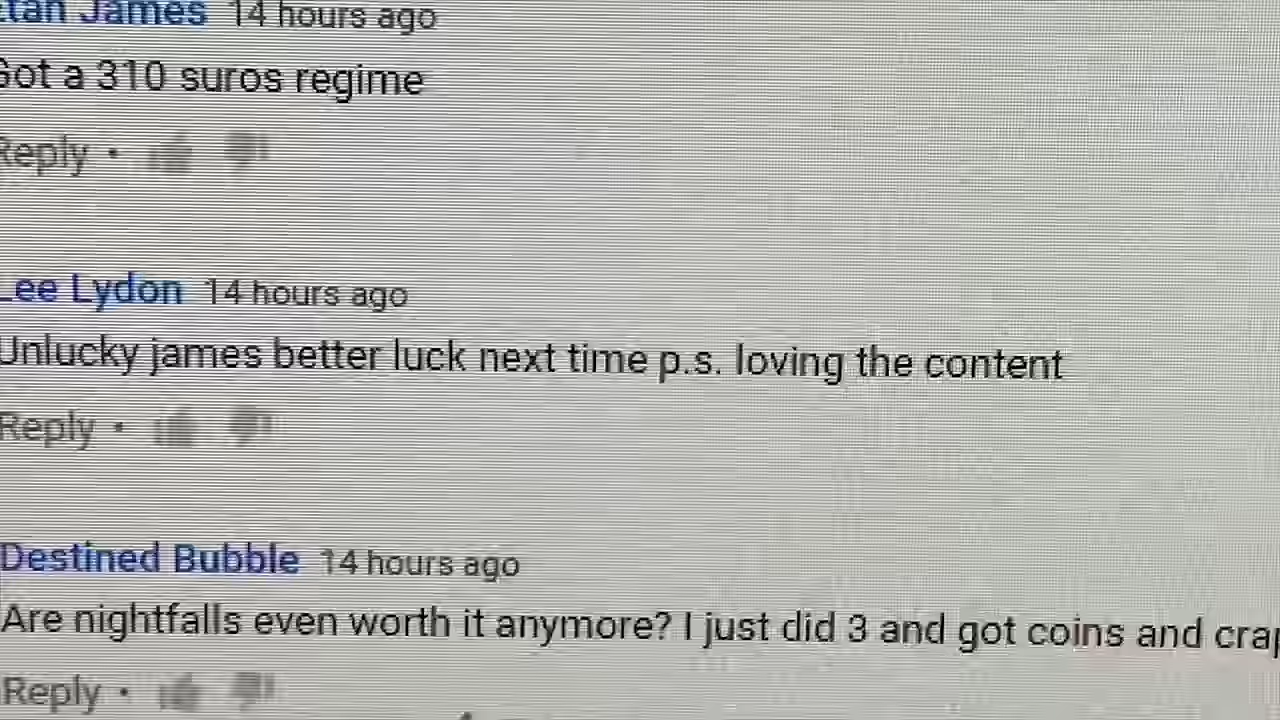 James 14 hours ago
Got a 310 suros regime
Reply
Lee Lydon 14 hours ago
Unlucky james better luck next time p.s. loving the content
Reply
Destined Bubble 14 hours ago
Are nightfalls even worth it anymore? I just did 3 and got coins and crap
Reply